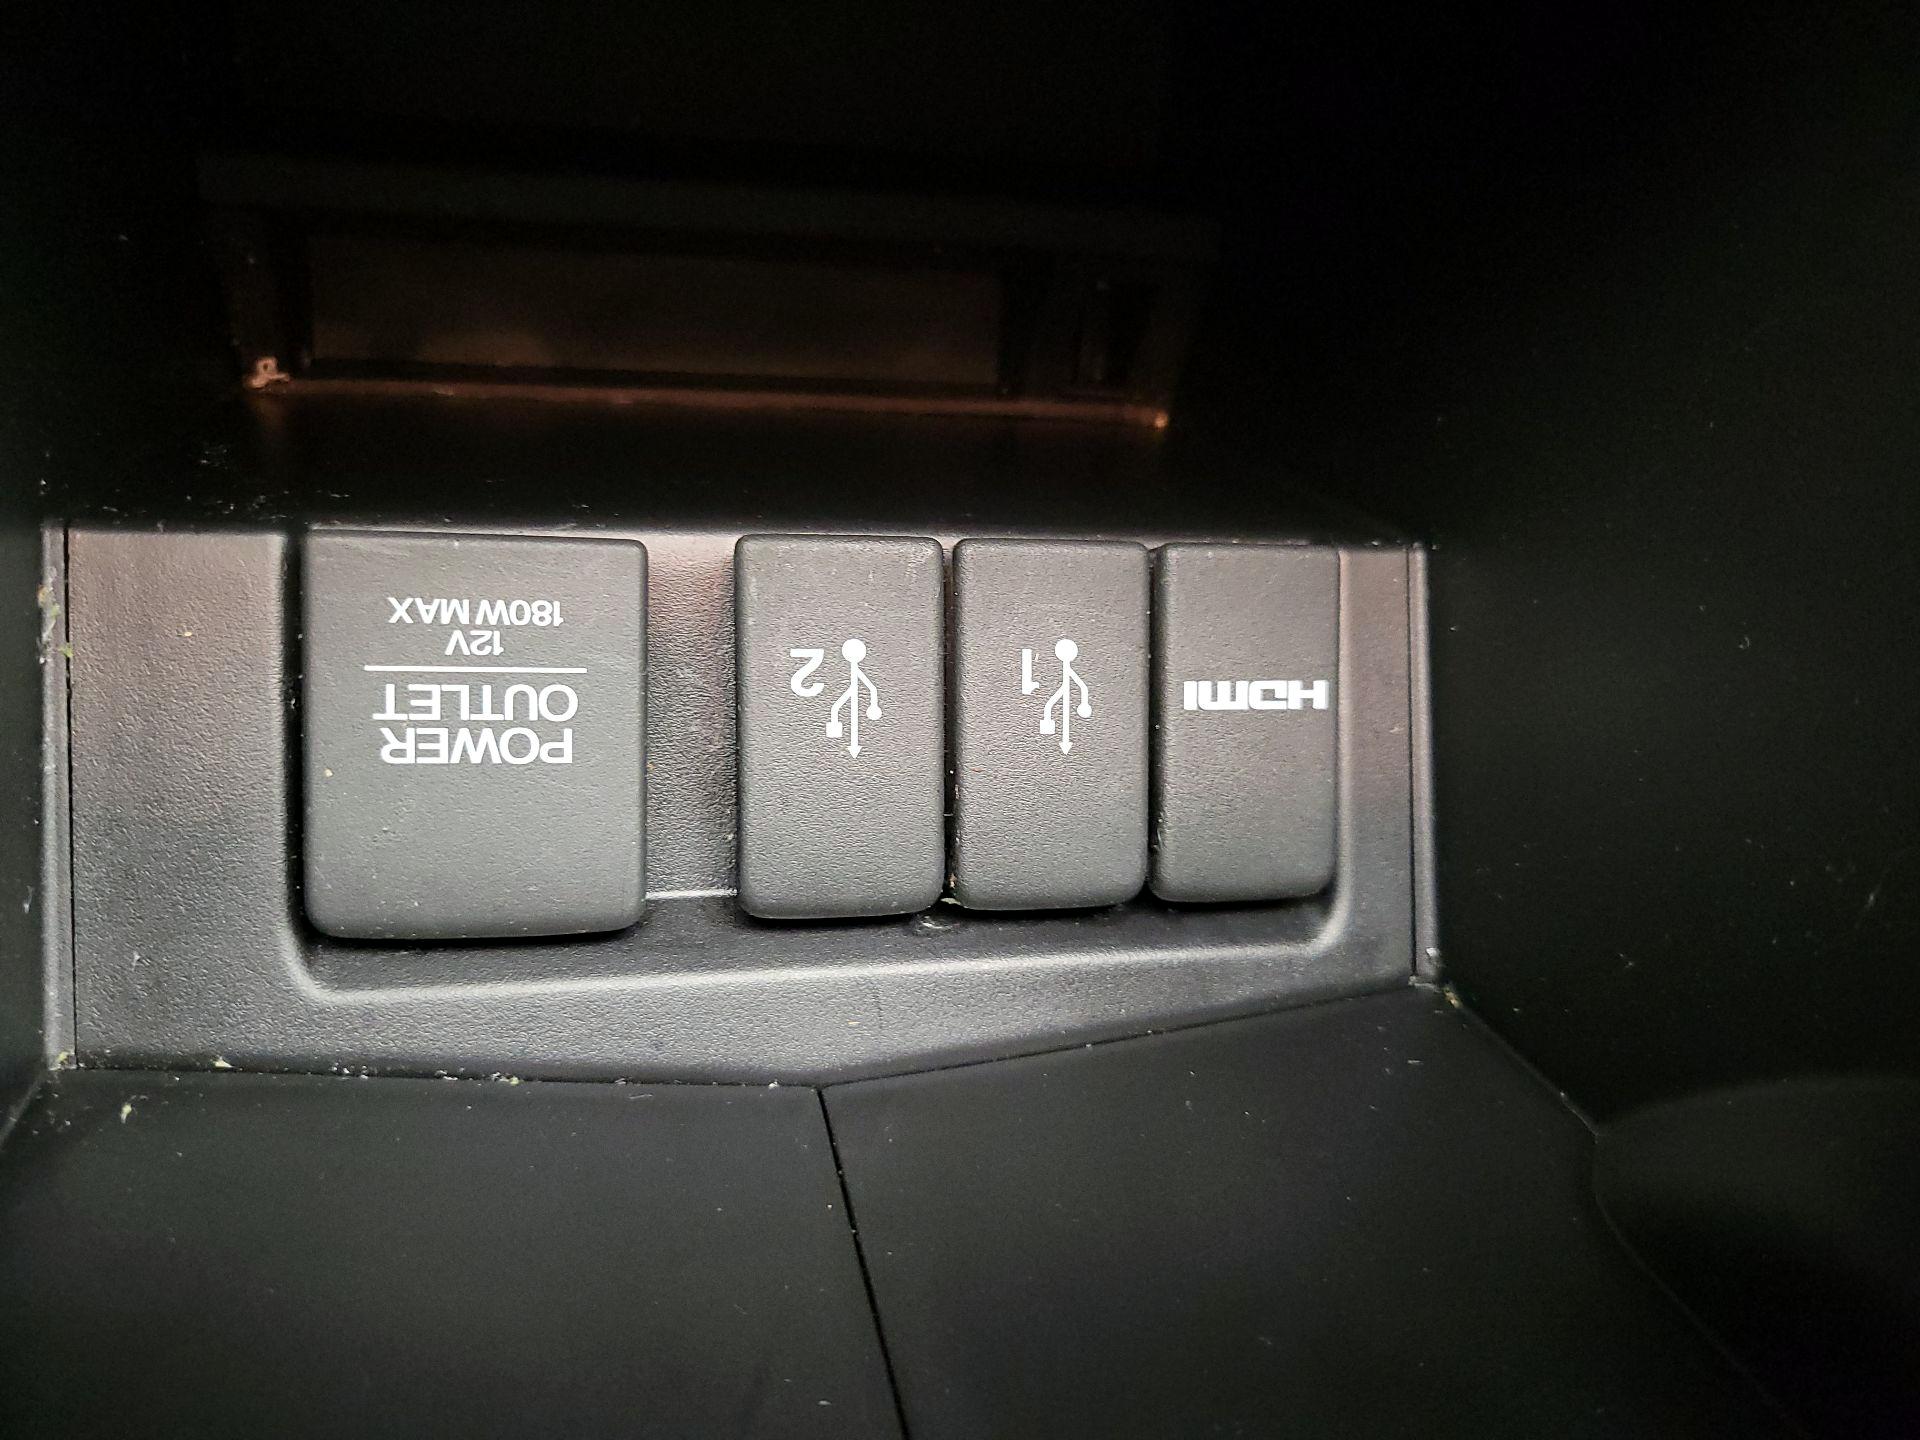 HDMI
1
2
POWER
OUTLET
12V
180W MAX